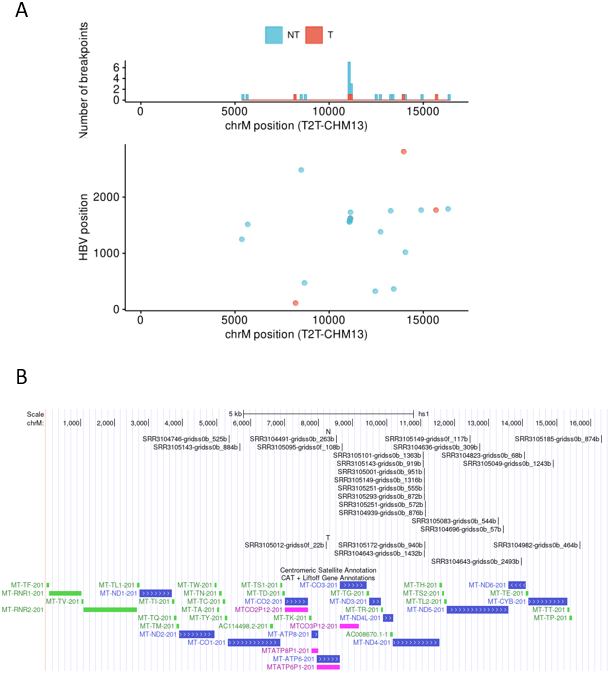 A
NT T
Number of breakpoints
6
4
2
0
0 5000 10000 15000
chrM position (T2T-CHM13)
HBV position
2000
1000
0
0 5000 10000 15000
chrM position (T2T-CHM13)
B
Scale 5 kb hs1
chrM: 1,000 2,000 3,000 4,000 5,000 6,000 7,000 8,000 9,000 10,000 11,000 12,000 13,000 14,000 15,000 16,000
N
SRR3104746-gridss0b_525b SRR3104491-gridss0b_263b SRR3105149-gridss0f_117b SRR3105185-gridss0b_874b
SRR3105143-gridss0b_884b SRR3105095-gridss0f_108b SRR3104636-gridss0b_309b
SRR3105101-gridss0b_1363b SRR3104823-gridss0b_68b
SRR3105143-gridss0b_919b SRR3105049-gridss0b_1243b
SRR3105001-gridss0b_951b
SRR3105149-gridss0b_1316b
SRR3105251-gridss0b_555b
SRR3105293-gridss0b_872b
SRR3105251-gridss0b_572b
SRR3104939-gridss0b_876b
SRR3105083-gridss0b_544b
SRR3104696-gridss0b_57b
T
SRR3105012-gridss0f_22b SRR3105172-gridss0b_940b SRR3104982-gridss0b_464b
SRR3104643-gridss0b_1432b
SRR3104643-gridss0b_2493b
Centromeric Satellite Annotation
CAT + Liftoff Gene Annotations
MT-TF-201 MT-TL1-201 MT-TW-201 MT-TS1-201 MT-CO3-201 MT-TH-201 MT-ND6-201
MT-RNR1-201 MT-ND1-201 MT-TN-201 MT-TD-201 MT-TG-201 MT-TS2-201 MT-TE-201
MT-TV-201 MT-TI-201 MT-TC-201 MT-CO2-201 MT-ND3-201 MT-TL2-201 MT-CYB-201
MT-RNR2-201 MT-TA-201 MTCO2P12-201 MT-TR-201 MT-ND5-201 MT-TT-201
MT-TQ-201 MT-TY-201 MT-TK-201 MT-ND4L-201 MT-TP-201
MT-TM-201 AC114498.2-201 MTCO3P12-201
MT-ND2-201 MT-ATP8-201 AC008670.1-1
MT-CO1-201 MT-ND4-201
MTATP8P1-201
MT-ATP6-201
MTATP6P1-201